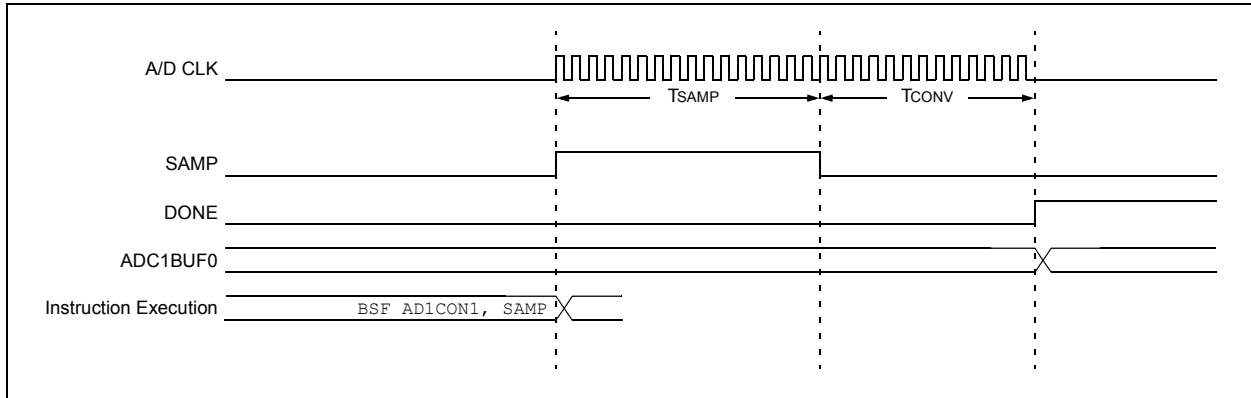 A/D CLK
TSAMP TCONV
SAMP
DONE
ADC1BUF0
Instruction Execution BSF AD1CON1, SAMP